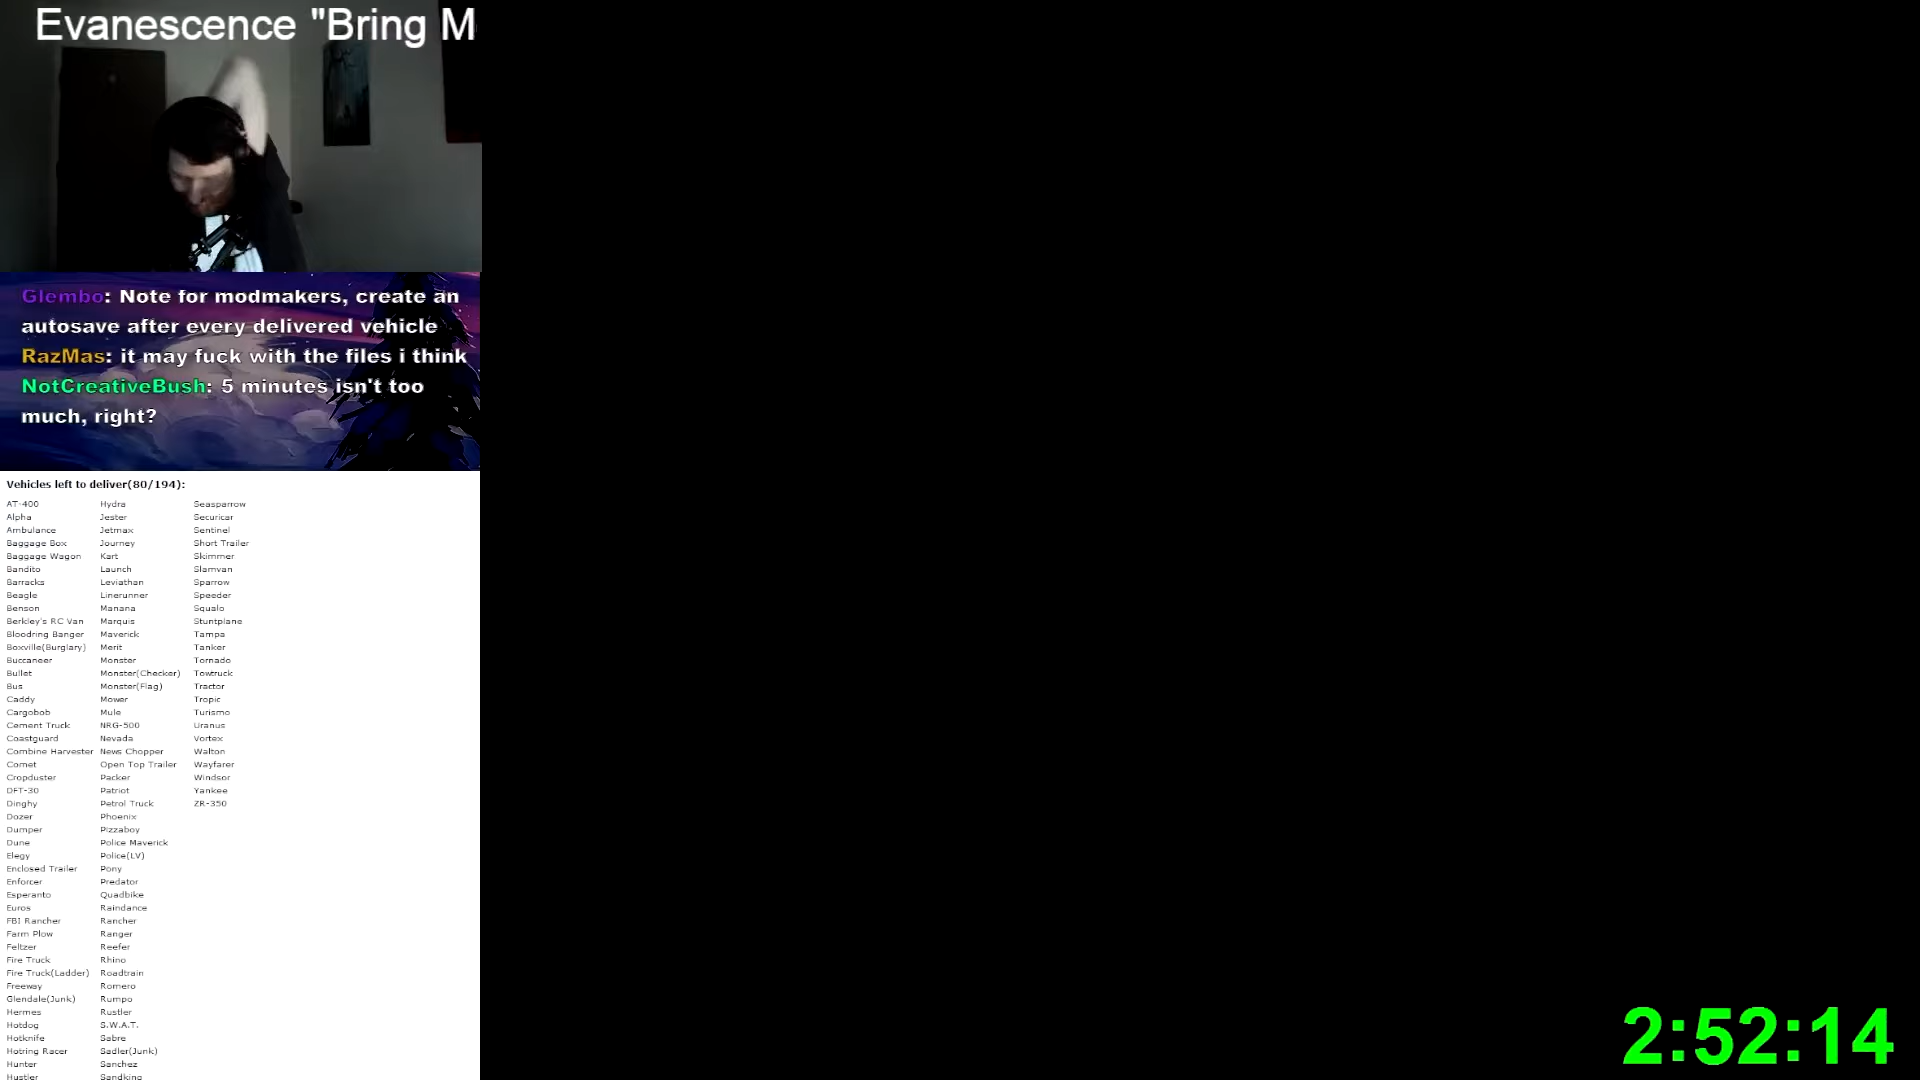 Evanescence "Bring M
Glembo: Note for modmakers, create an
autosave after every delivered vehicle
RazMas: it may fuck with the files i think
NotCreativeBush: 5 minutes isn't too
much, right?
Vehicles left to deliver(80/194):
AT-400
Alpha
Ambulance
Baggage Box
Baggage Wagon
Bandito
Barracks
Beagle
Benson
Berkley's RC Van
Bloodring Banger
Boxville(Burglary)
Buccaneer
Bullet
Bus
Caddy
Cargobob
Cement Truck
Coastguard
Combine Harvester
Comet
Cropduster
DFT-30
Dinghy
Dozer
Dumper
Dune
Elegy
Enclosed Trailer
Enforcer
Esperanto
Euros
FBI Rancher
Farm Plow
Feltzer
Fire Truck
Fire Truck(Ladder)
Freeway
Glendale(Junk)
Hermes
Hotdog
Hotknife
Hotring Racer
Hunter
Hustler
Hydra
Jester
Jetmax
Journey
Kart
Launch
Leviathan
Linerunner
Manana
Marquis
Maverick
Merit
Monster
Monster(Checker)
Monster(Flag)
Mower
Mule
NRG-500
Nevada
News Chopper
Open Top Trailer
Packer
Patriot
Petrol Truck
Phoenix
Pizzaboy
Police Maverick
Police(LV)
Pony
Predator
Quadbike
Raindance
Rancher
Ranger
Reefer
Rhino
Roadtrain
Romero
Rumpo
Rustler
S.W.A.T.
Sabre
Sadler(Junk)
Sanchez
Sandking
Seasparrow
Securicar
Sentinel
Short Trailer
Skimmer
Slamvan
Sparrow
Speeder
Squalo
Stuntplane
Tampa
Tanker
Tornado
Towtruck
Tractor
Tropic
Turismo
Uranus
Vortex
Walton
Wayfarer
Windsor
Yankee
ZR-350
2:52:14